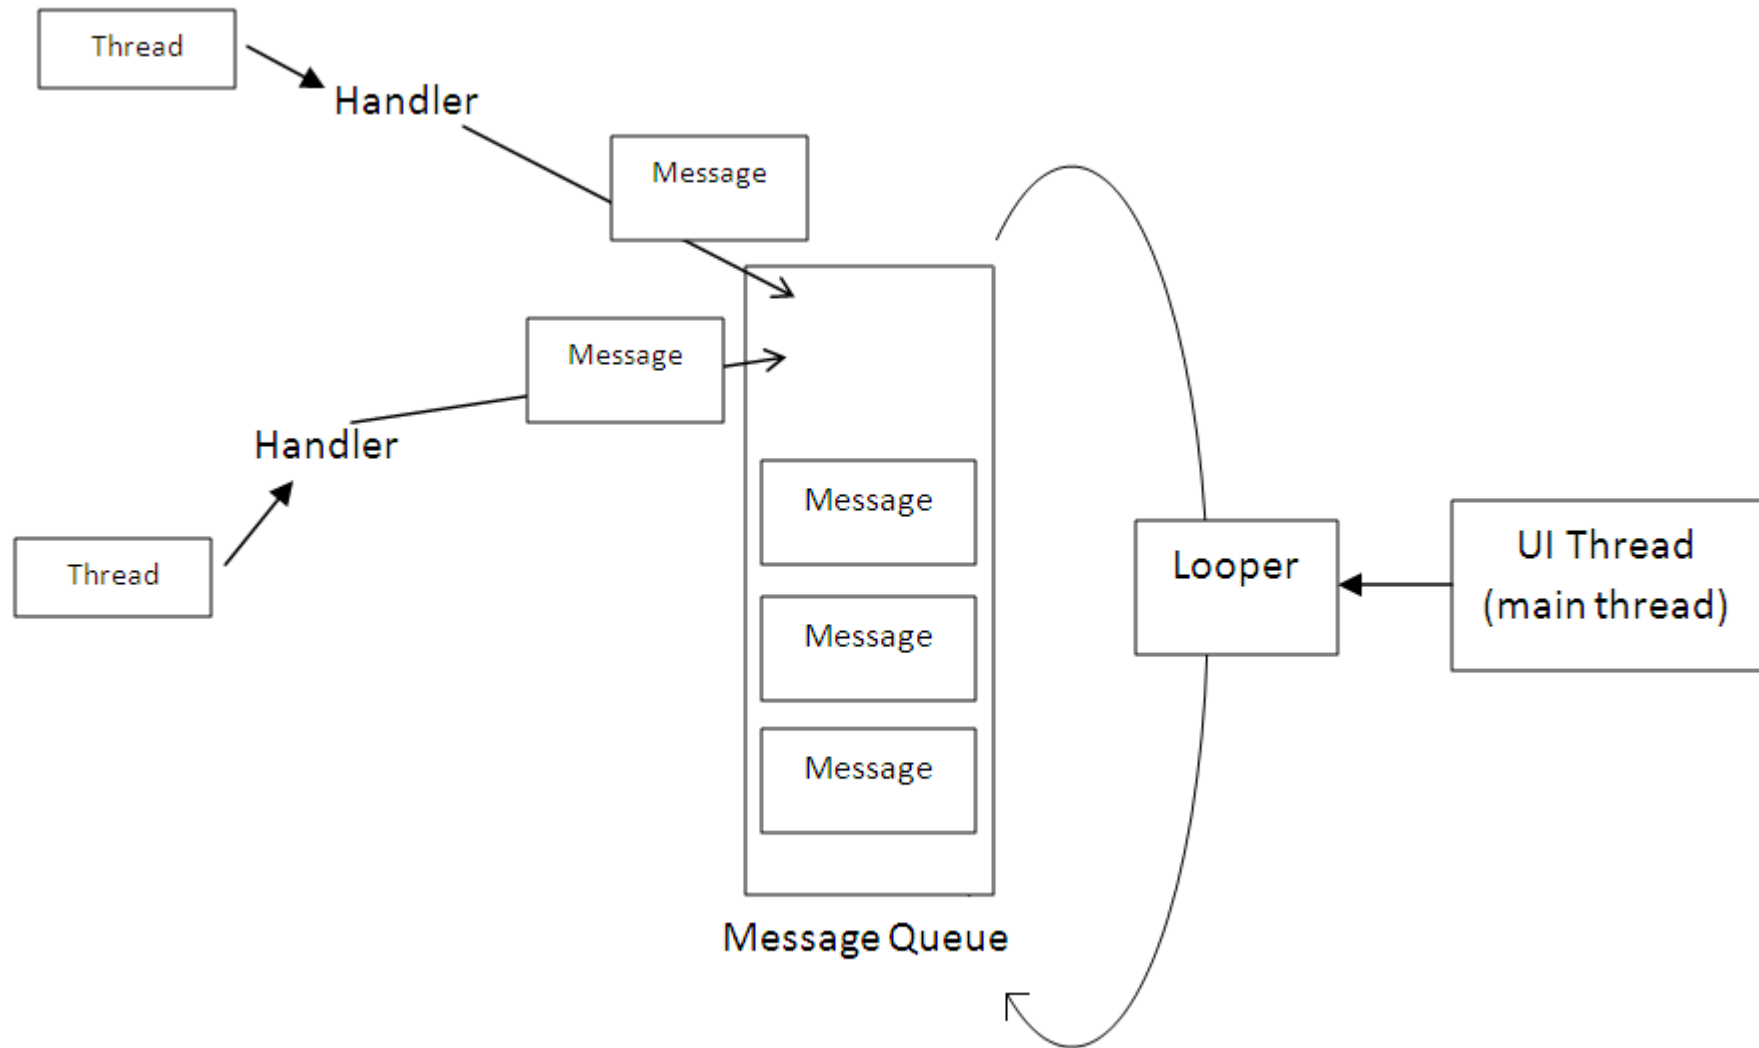 Thread
Handler
Message
Message
Handler
Thread
Message
Message
Message
Message Queue
Looper
UI Thread
(main thread)